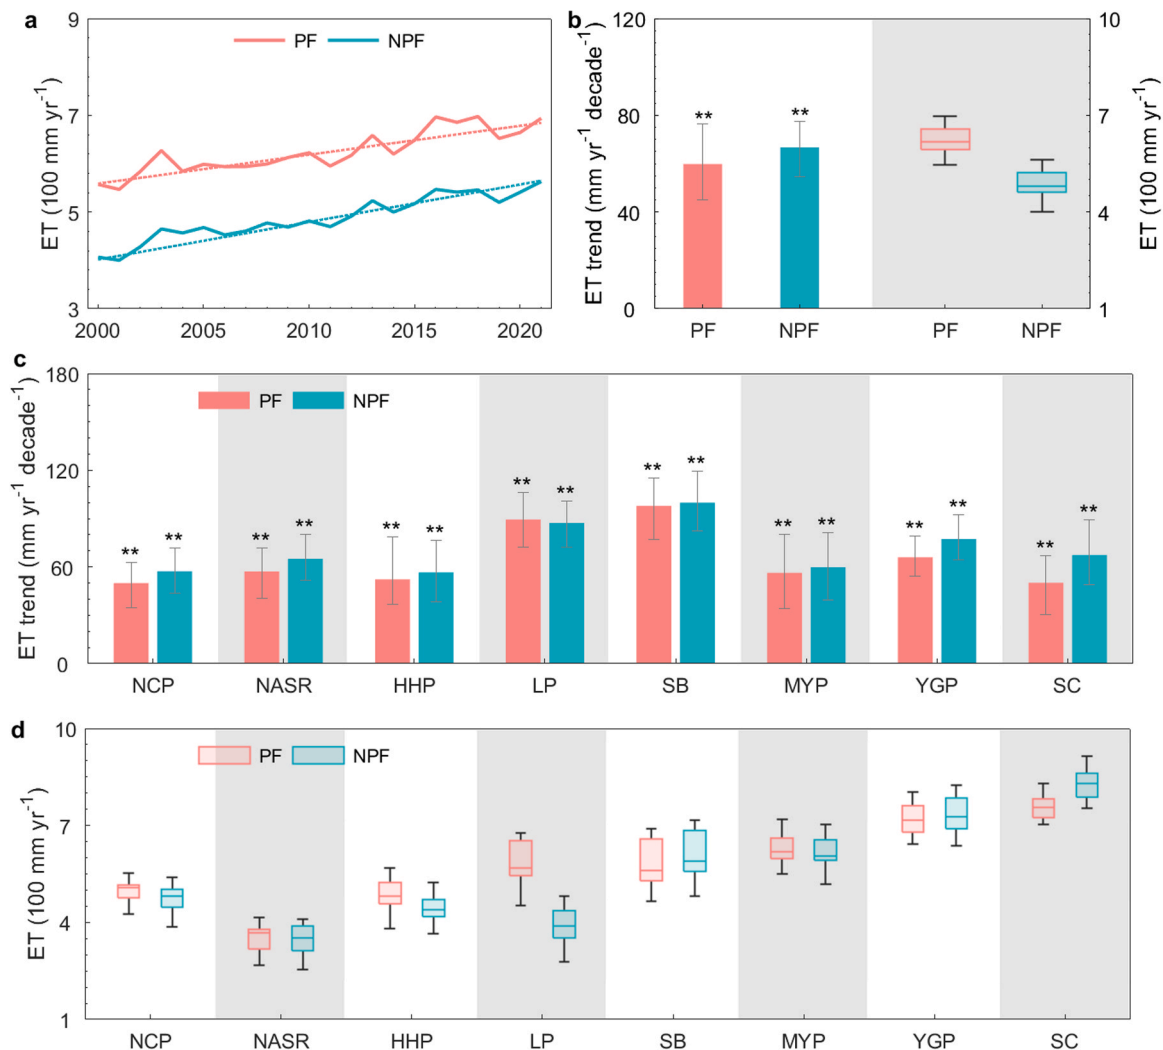 a
9
7
5
3
ET (100 mm yr⁻¹)
PF NPF
2000 2005 2010 2015 2020
b
120
80
40
0
ET trend (mm yr⁻¹ decade⁻¹)
** **
10
7
4
1
ET (100 mm yr⁻¹)
PF NPF PF NPF
c
180
120
60
0
ET trend (mm yr⁻¹ decade⁻¹)
PF NPF
** ** ** ** ** ** ** ** ** ** ** ** ** ** ** **
NCP NASR HHP LP SB MYP YGP SC
d
10
7
4
1
ET (100 mm yr⁻¹)
PF NPF
NCP NASR HHP LP SB MYP YGP SC